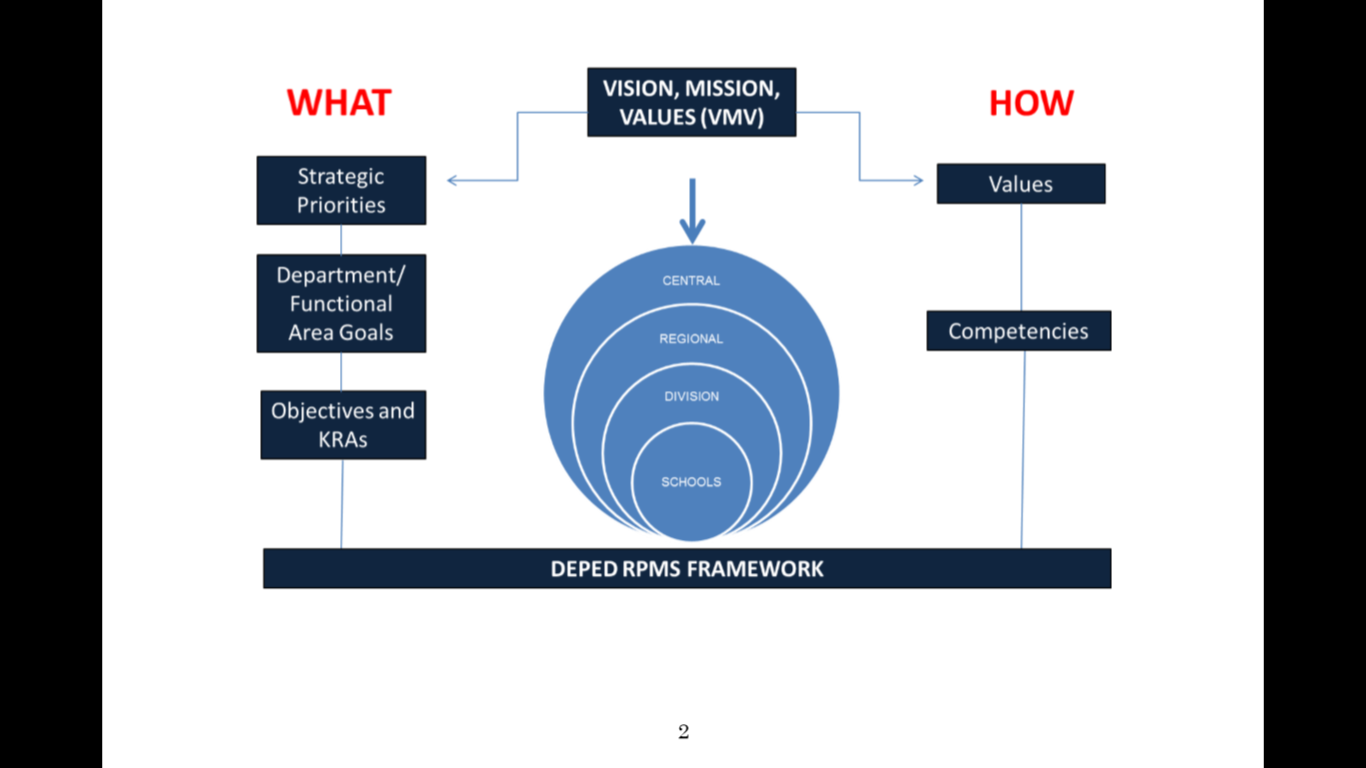 WHAT
VISION, MISSION,
VALUES (VMV)
HOW
Strategic
Priorities
Department/
Functional
Area Goals
Objectives and
KRAs
CENTRAL
REGIONAL
DIVISION
SCHOOLS
Values
Competencies
DEPED RPMS FRAMEWORK
2